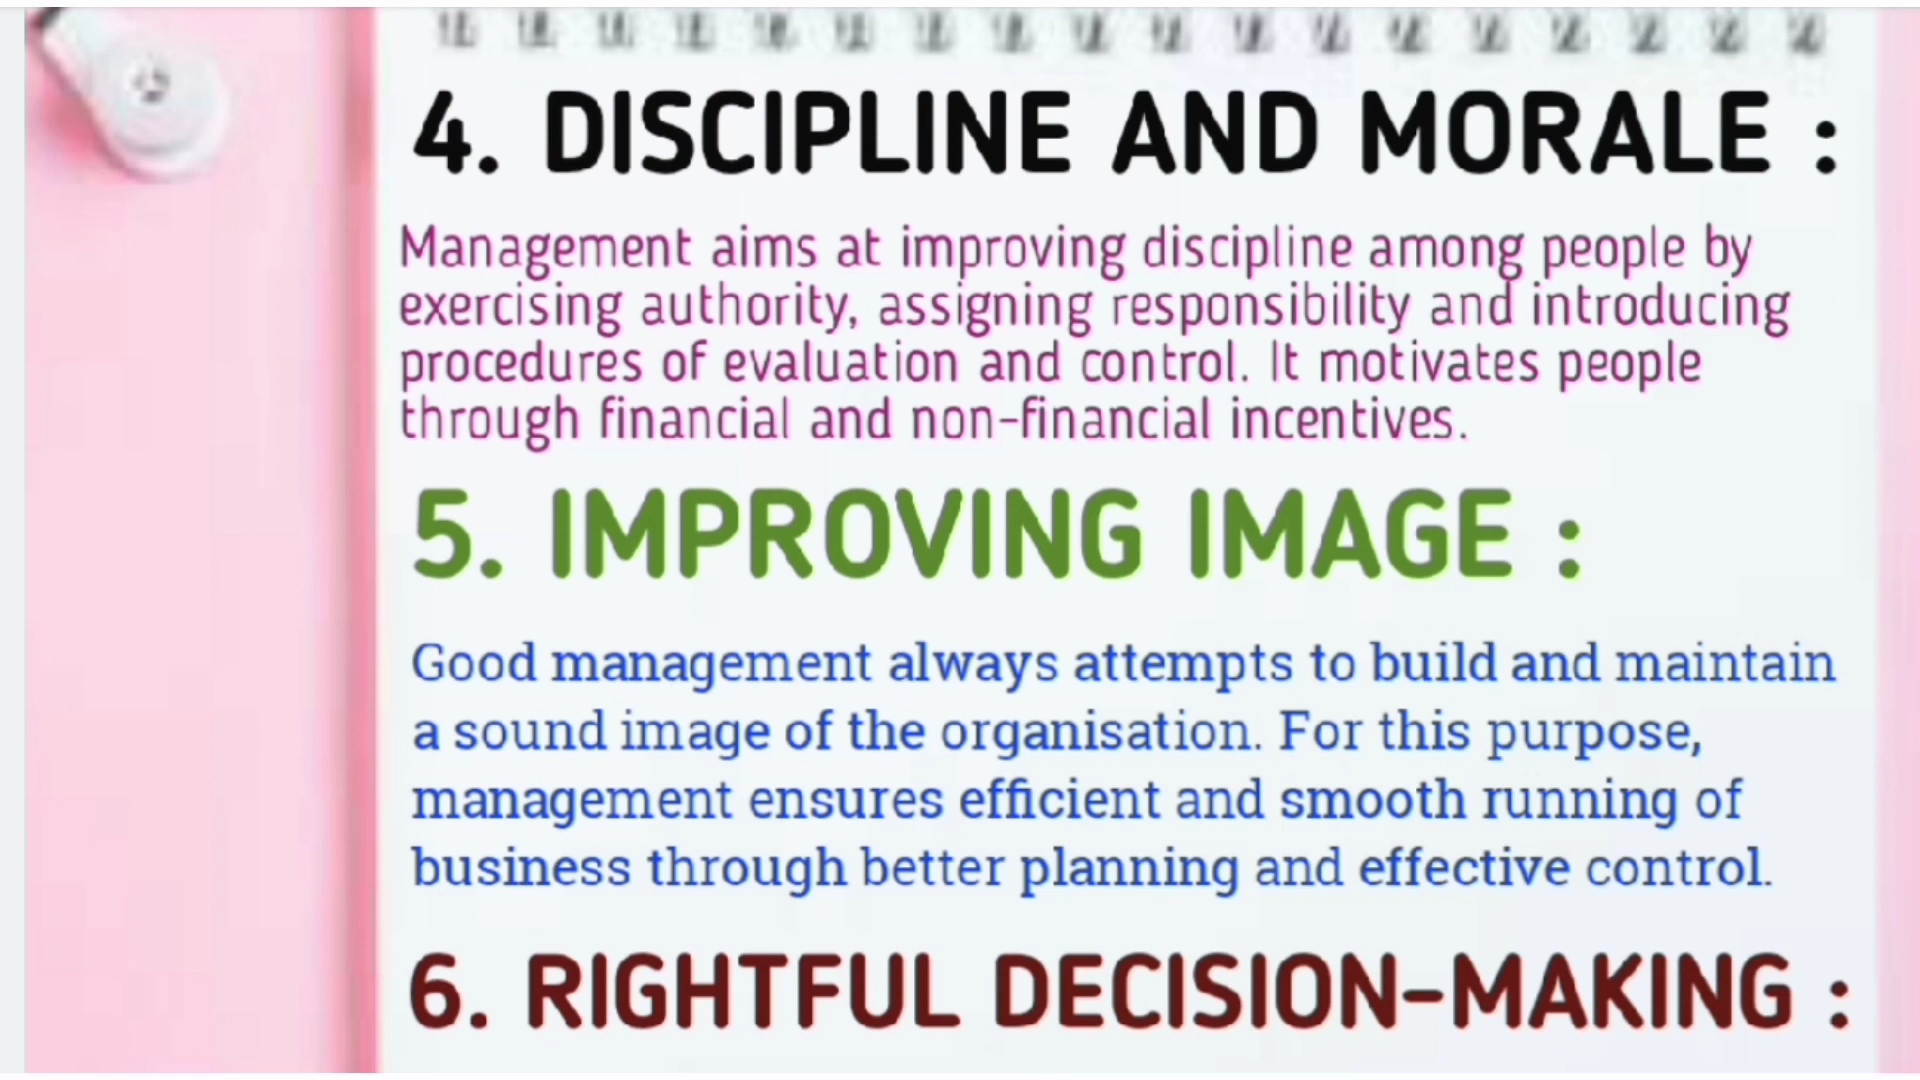 4. DISCIPLINE AND MORALE :
Management aims at improving discipline among people by
exercising authority, assigning responsibility and introducing
procedures of evaluation and control. It motivates people
through financial and non-financial incentives.
5. IMPROVING IMAGE :
Good management always attempts to build and maintain
a sound image of the organisation. For this purpose,
management ensures efficient and smooth running of
business through better planning and effective control.
6. RIGHTFUL DECISION-MAKING :